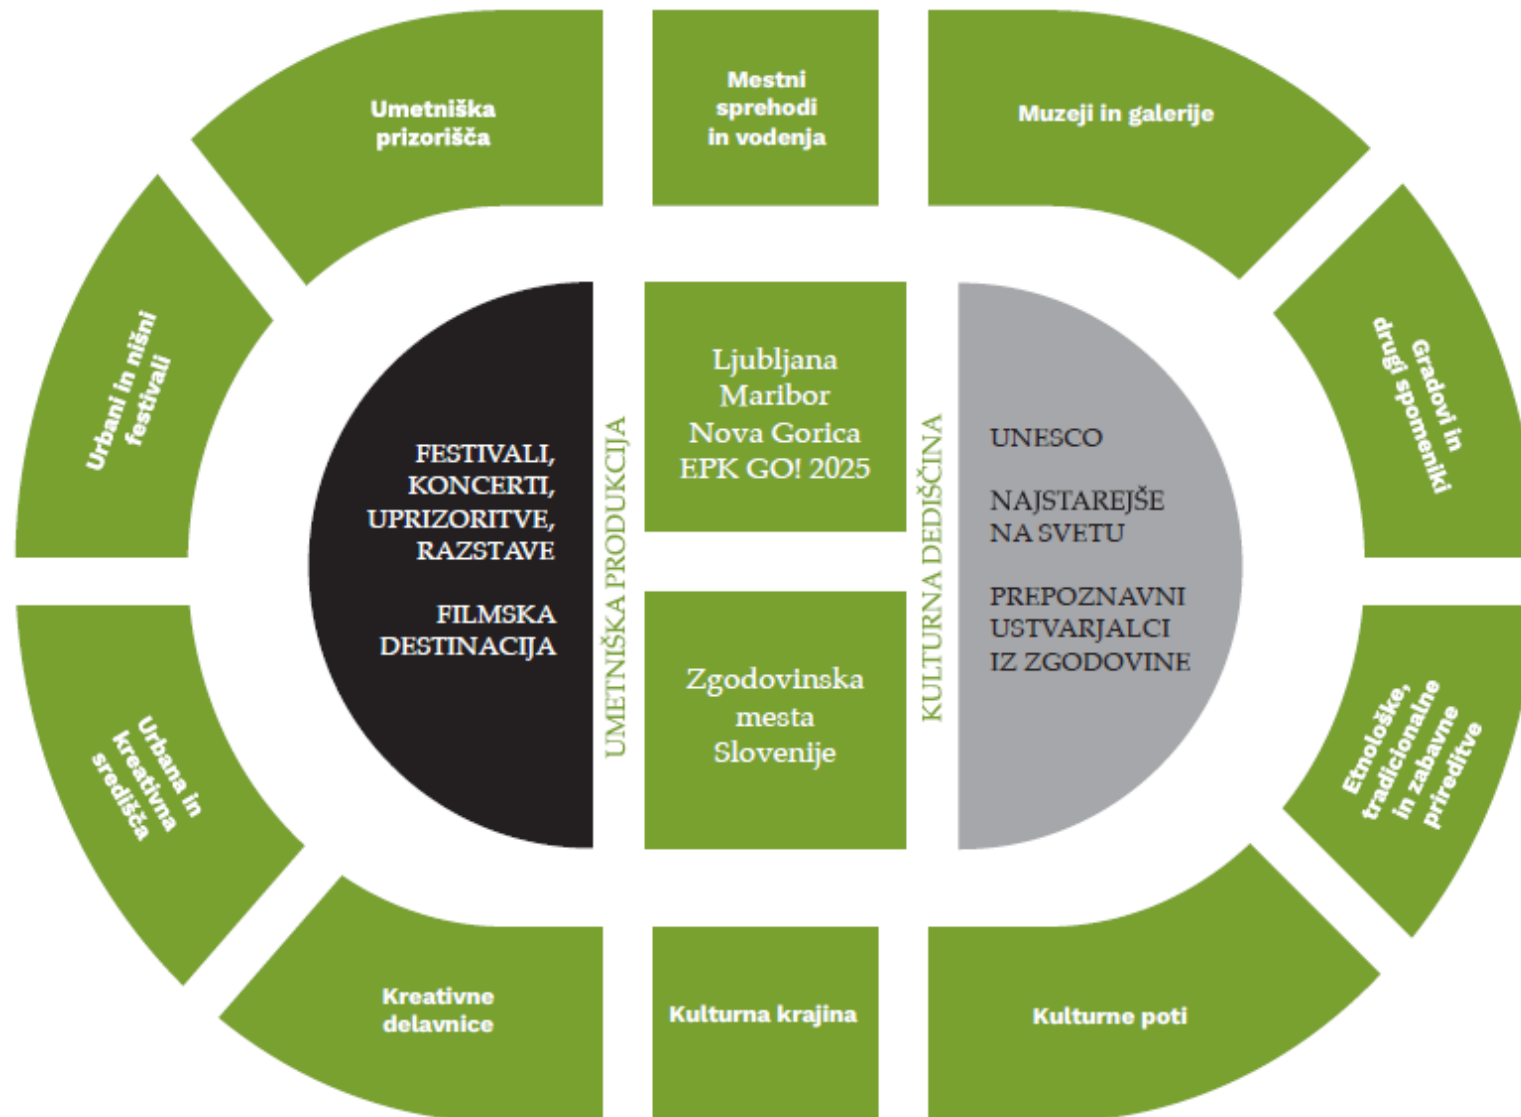 Umetniška
prizorišča
Mestni
sprehodi
in vodenja
Muzeji in galerije
Urbani in nišni
festivali
Gradovi in
drugi spomeniki
FESTIVALI,
KONCERTI,
UPRIZORITVE,
RAZSTAVE
FILMSKA
DESTINACIJA
UMETNIŠKA PRODUKCIJA
Ljubljana
Maribor
Nova Gorica
EPK GO! 2025
Zgodovinska
mesta
Slovenije
KULTURNA DEDIŠČINA
UNESCO
NAJSTAREJŠE
NA SVETU
PREPOZNAVNI
USTVARJALCI
IZ ZGODOVINE
Urbana in
kreativna
središča
Etnološke,
tradicionalne
in zabavne
prireditve
Kreativne
delavnice
Kulturna krajina
Kulturne poti